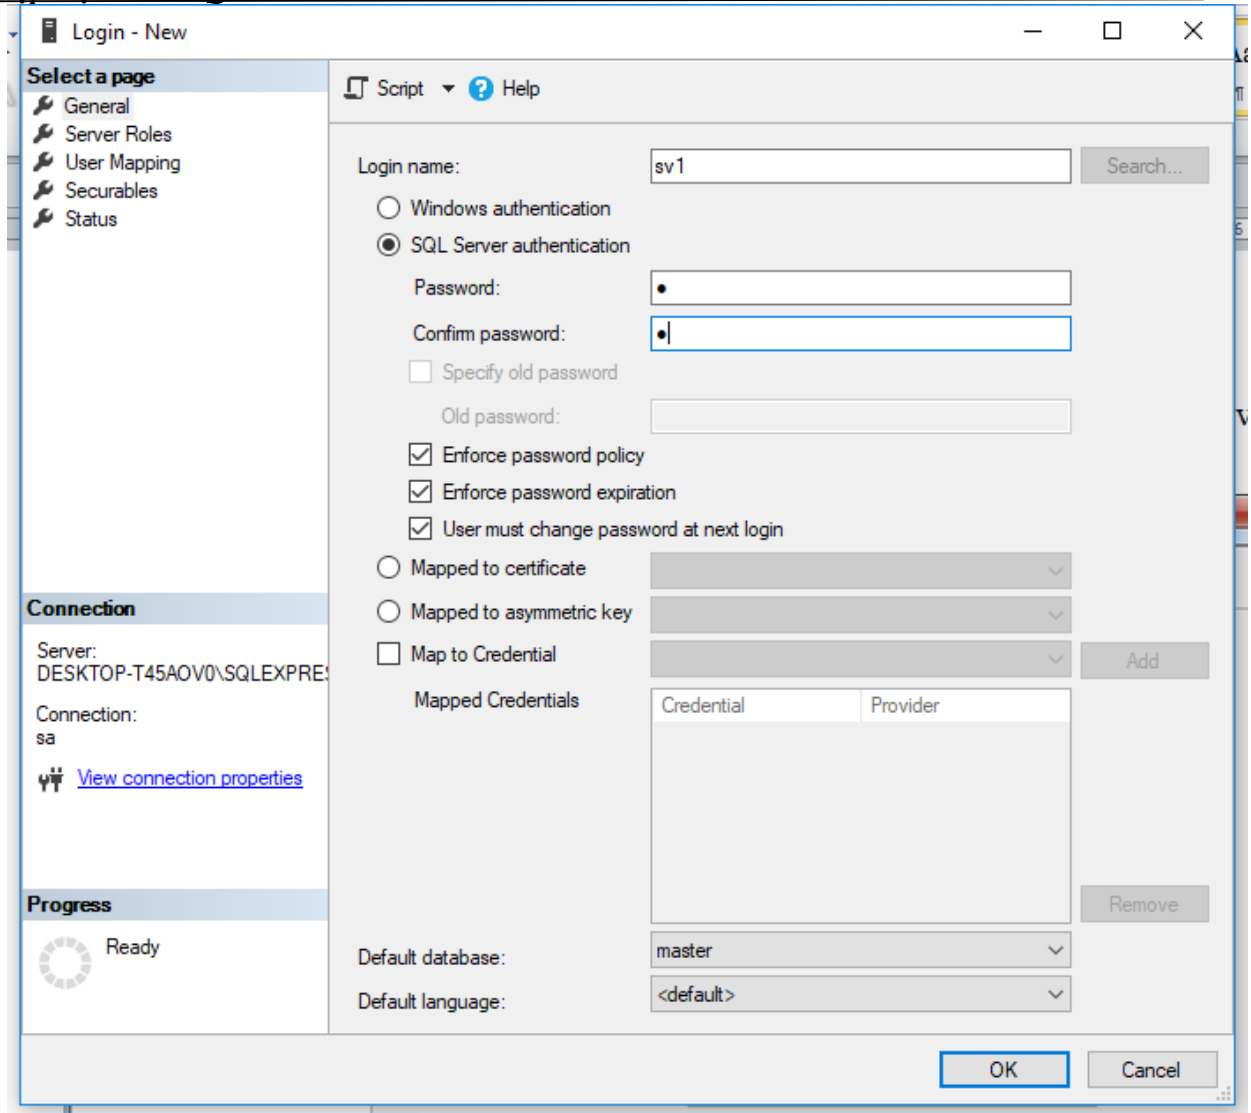 Login - New
Select a page
General
Server Roles
User Mapping
Securables
Status
Script
Help
Login name:
sv1
Search...
Windows authentication
SQL Server authentication
Password:
Confirm password:
Specify old password
Old password:
Enforce password policy
Enforce password expiration
User must change password at next login
Mapped to certificate
Mapped to asymmetric key
Map to Credential
Add
Mapped Credentials
Credential
Provider
Remove
Default database:
master
Default language:
<default>
Connection
Server:
DESKTOP-T45AOV0\SQLEXPRES
Connection:
sa
View connection properties
Progress
Ready
OK
Cancel